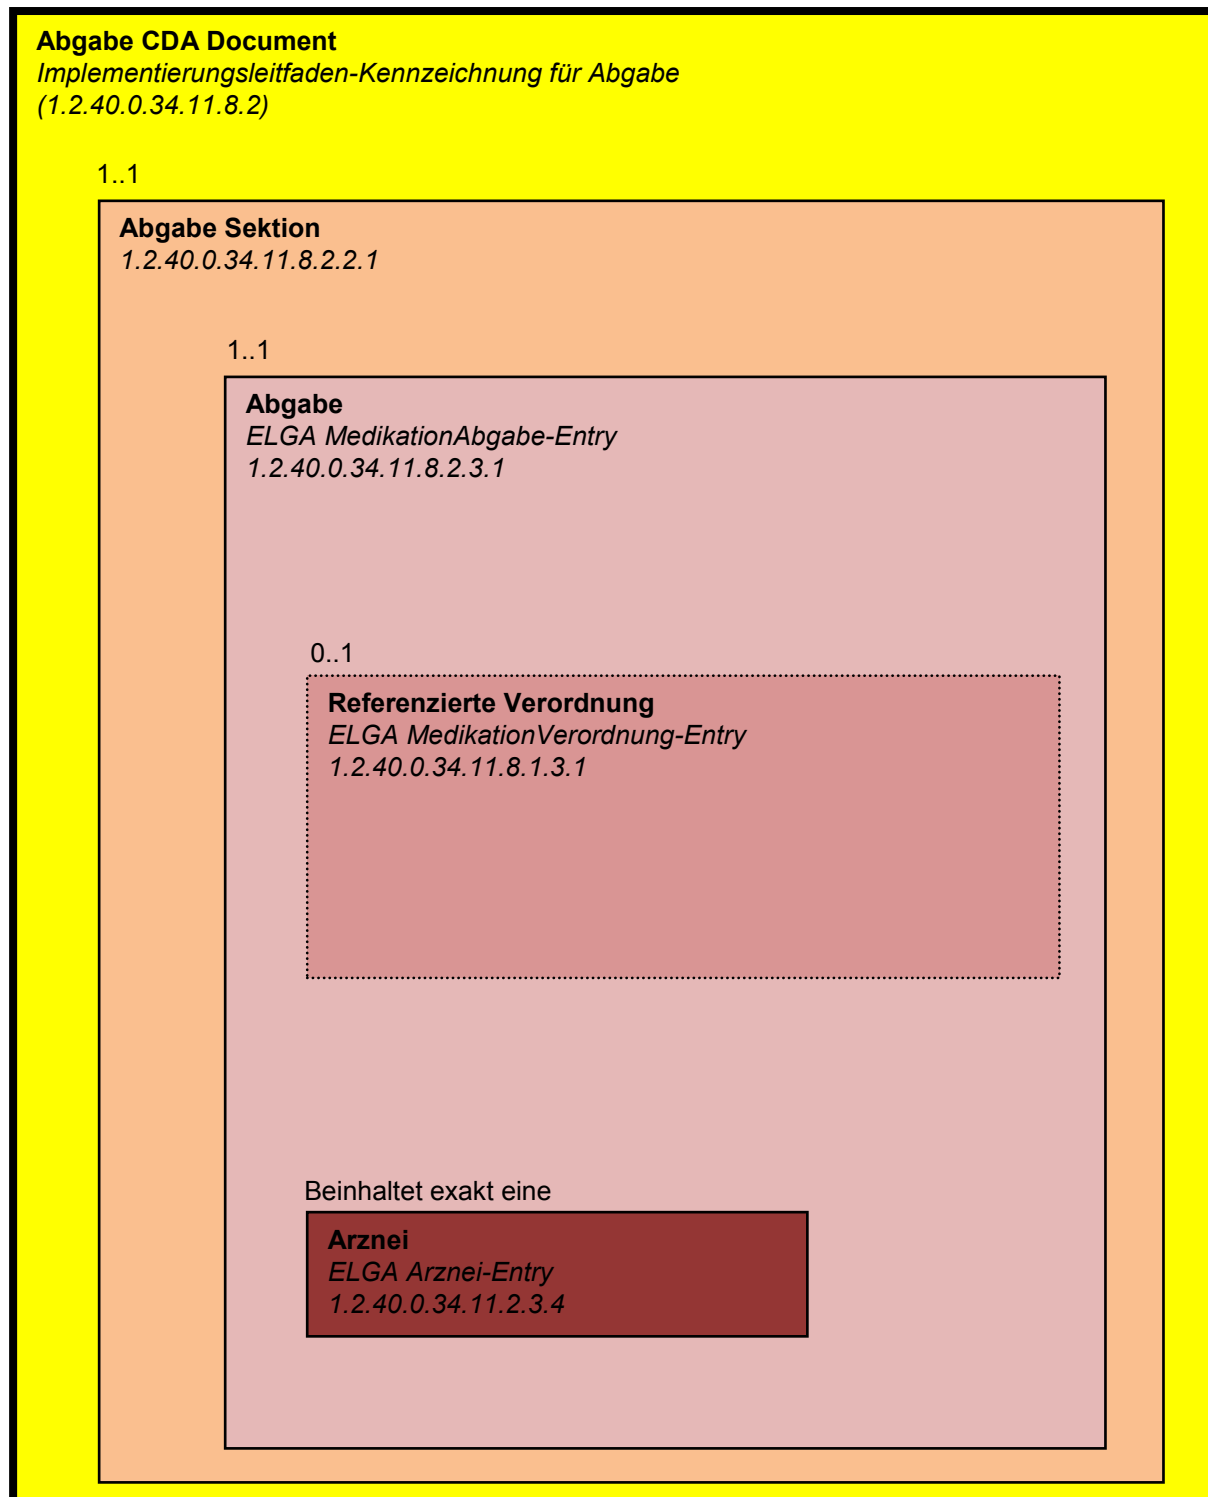 Abgabe CDA Document
Implementierungsleitfaden-Kennzeichnung für Abgabe
(1.2.40.0.34.11.8.2)
1..1
Abgabe Sektion
1.2.40.0.34.11.8.2.2.1
1..1
Abgabe
ELGA MedikationAbgabe-Entry
1.2.40.0.34.11.8.2.3.1
0..1
Referenzierte Verordnung
ELGA MedikationVerordnung-Entry
1.2.40.0.34.11.8.1.3.1
Beinhaltet exakt eine
Arznei
ELGA Arznei-Entry
1.2.40.0.34.11.2.3.4